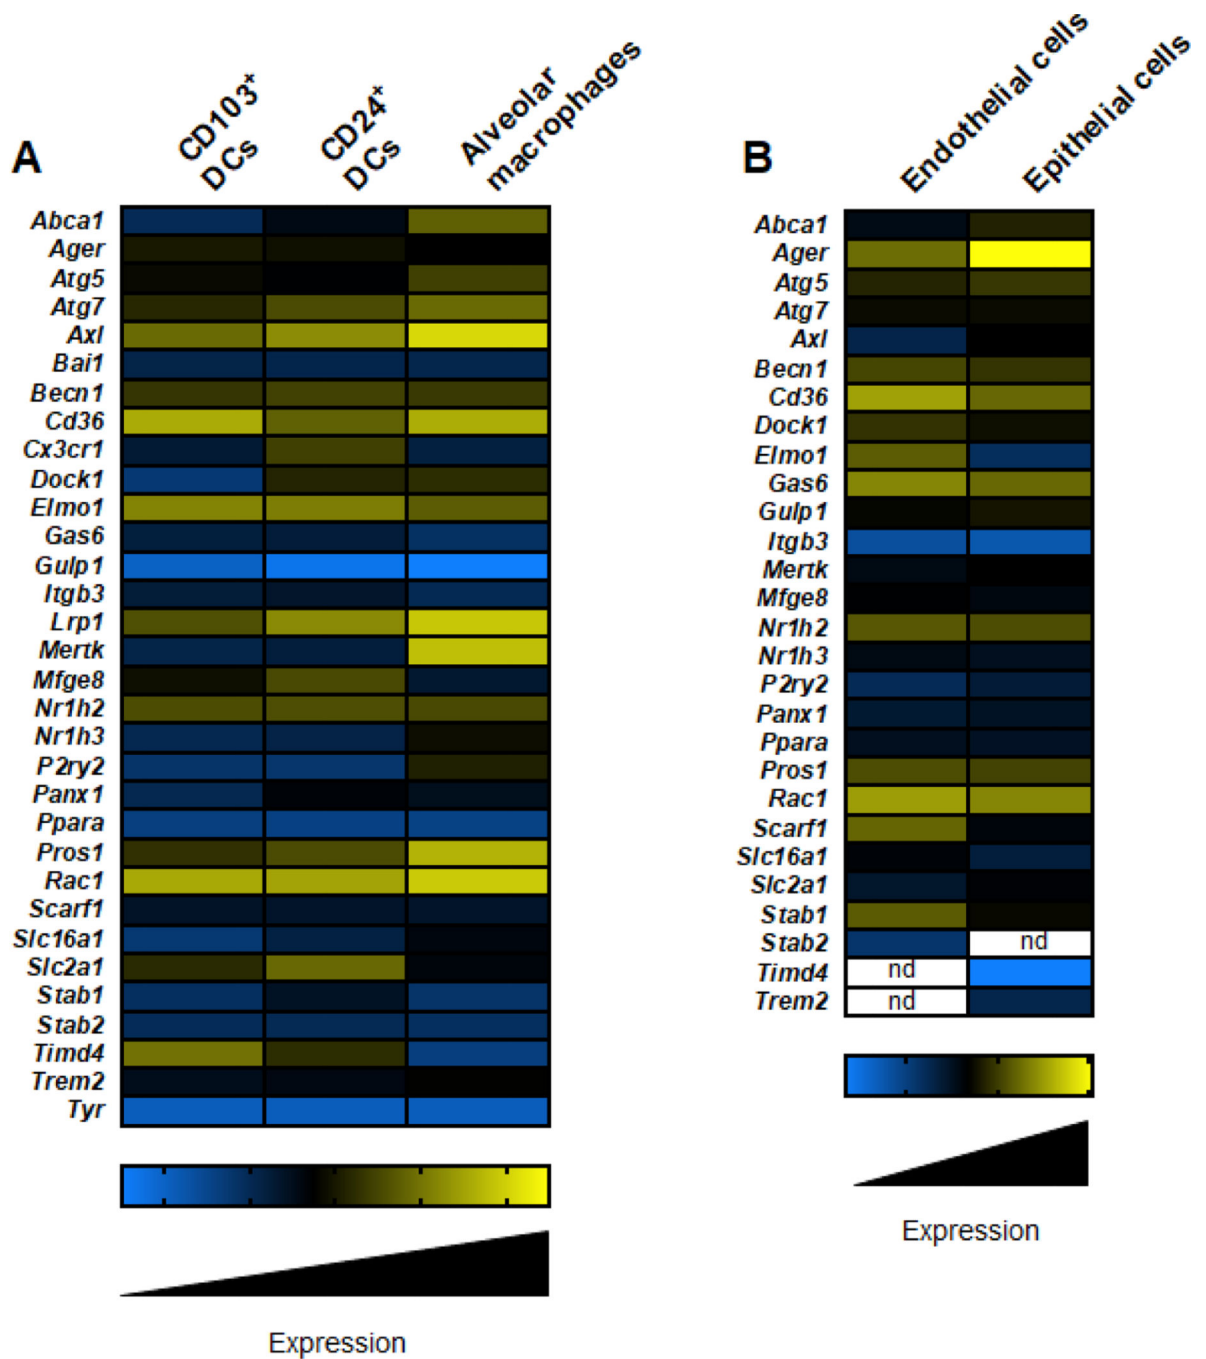 A
CD103+
DCs
CD24+
DCs
Alveolar
macrophages
Abca1
Ager
Atg5
Atg7
Axl
Bai1
Becn1
Cd36
Cx3cr1
Dock1
Elmo1
Gas6
Gulp1
Itgb3
Lrp1
Mertk
Mfge8
Nr1h2
Nr1h3
P2ry2
Panx1
Ppara
Pros1
Rac1
Scarf1
Slc16a1
Slc2a1
Stab1
Stab2
Timd4
Trem2
Tyr
Expression
B
Endothelial cells
Epithelial cells
Abca1
Ager
Atg5
Atg7
Axl
Becn1
Cd36
Dock1
Elmo1
Gas6
Gulp1
Itgb3
Mertk
Mfge8
Nr1h2
Nr1h3
P2ry2
Panx1
Ppara
Pros1
Rac1
Scarf1
Slc16a1
Slc2a1
Stab1
Stab2 nd
Timd4 nd
Trem2 nd
Expression